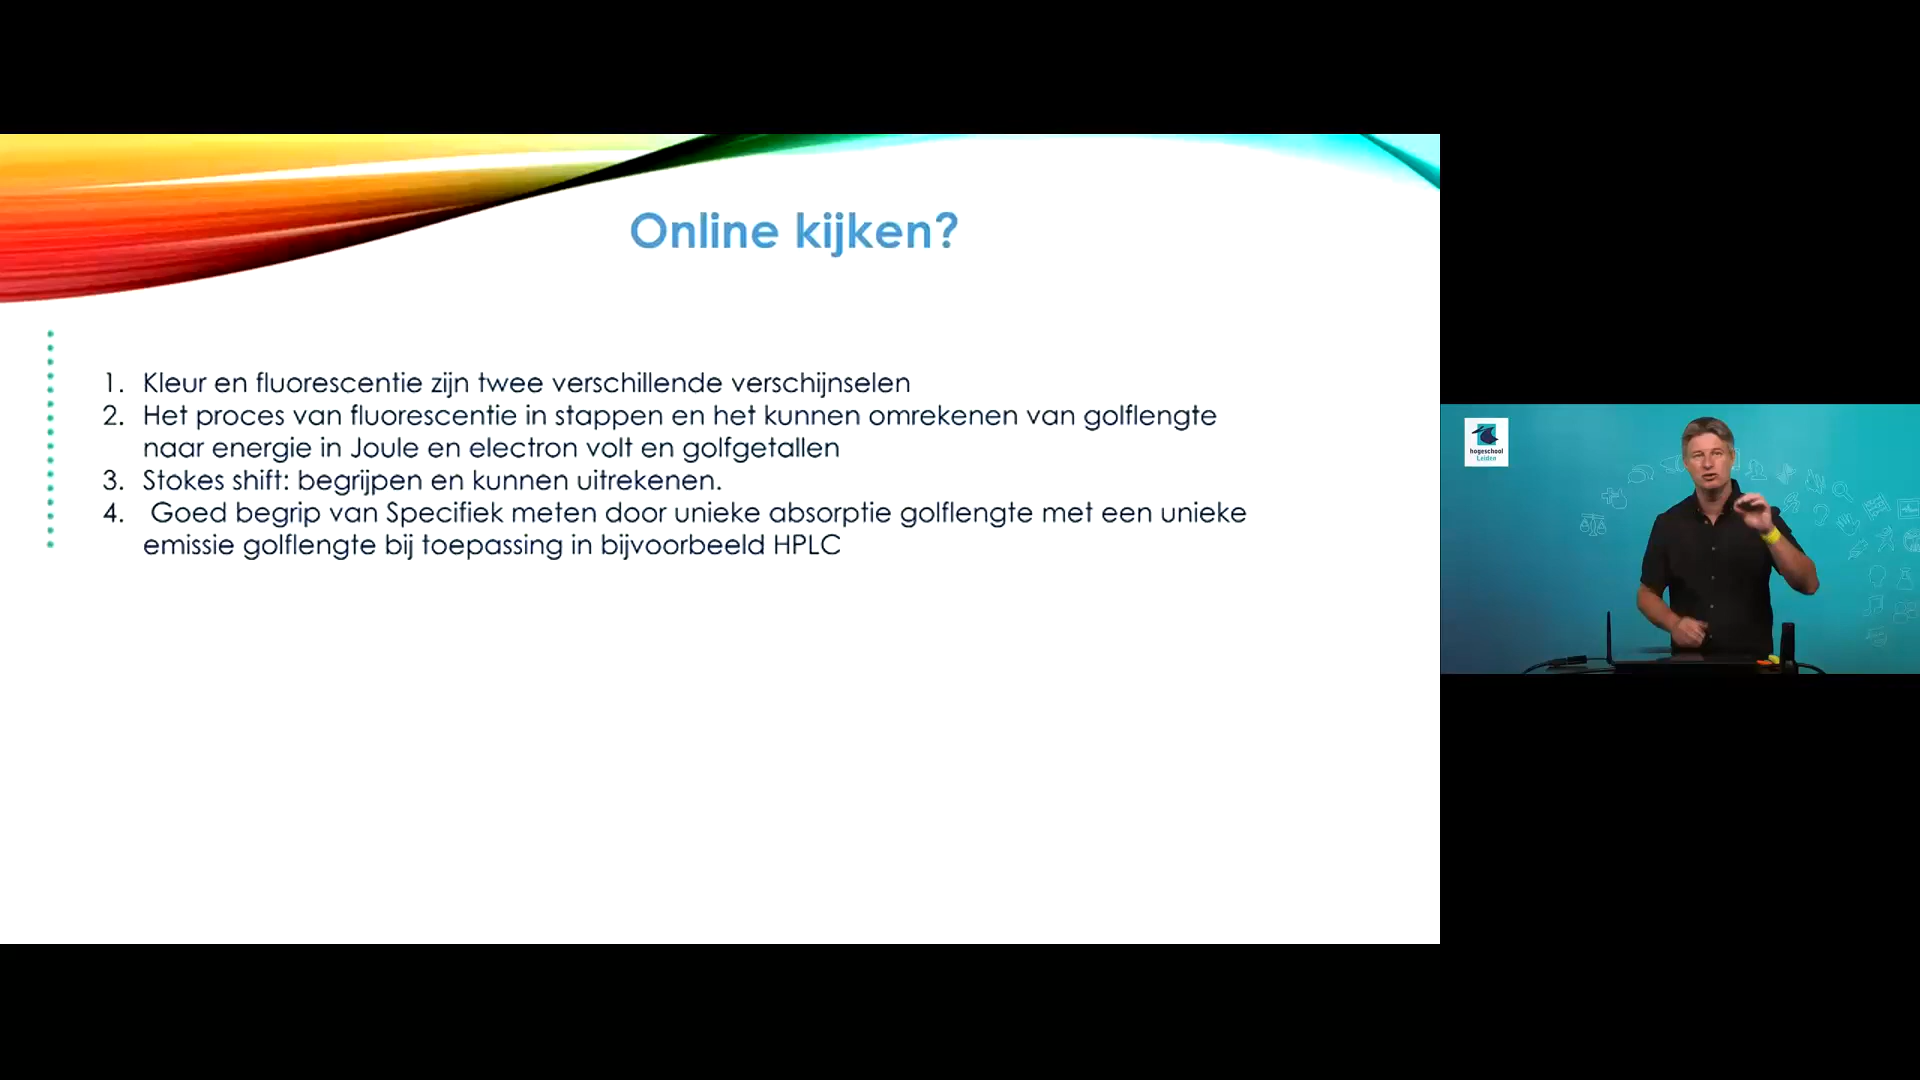 Online kijken?
1. Kleur en fluorescentie zijn twee verschillende verschijnselen
2. Het proces van fluorescentie in stappen en het kunnen omrekenen van golflengte
naar energie in Joule en electron volt en golfgetallen
3. Stokes shift: begrijpen en kunnen uitrekenen.
4. Goed begrip van Specifiek meten door unieke absorptie golflengte met een unieke
emissie golflengte bij toepassing in bijvoorbeeld HPLC
hogeschool
Leiden